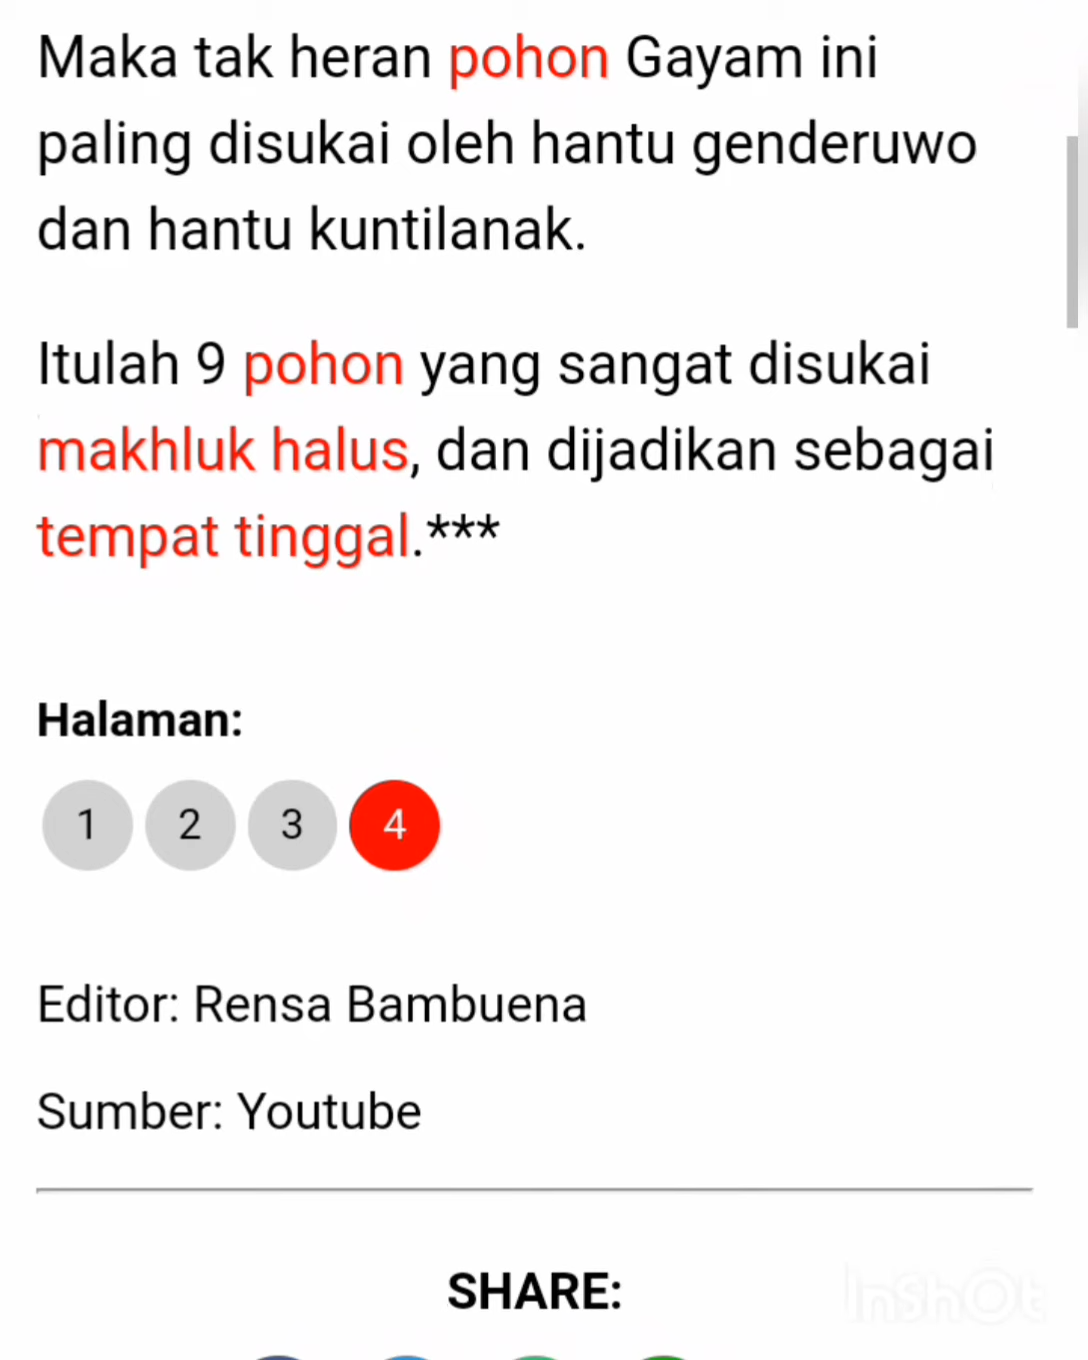 Maka tak heran pohon Gayam ini
paling disukai oleh hantu genderuwo
dan hantu kuntilanak.
Itulah 9 pohon yang sangat disukai
makhluk halus, dan dijadikan sebagai
tempat tinggal.***
Halaman:
1 2 3 4
Editor: Rensa Bambuena
Sumber: Youtube
SHARE:
InShOt